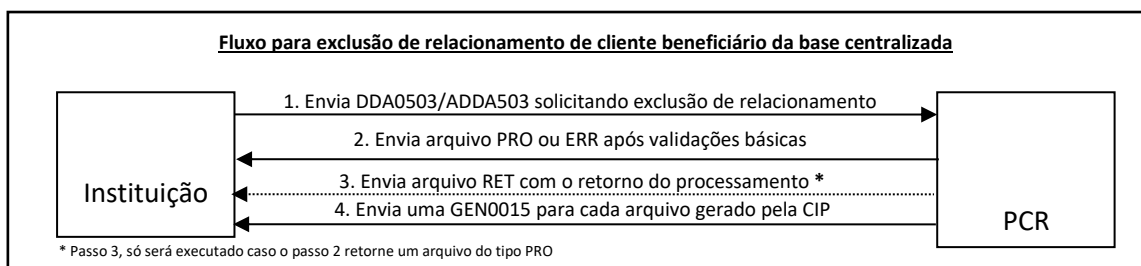 Fluxo para exclusão de relacionamento de cliente beneficiário da base centralizada
1. Envia DDA0503/ADDA503 solicitando exclusão de relacionamento
2. Envia arquivo PRO ou ERR após validações básicas
Instituição
3. Envia arquivo RET com o retorno do processamento *
4. Envia uma GEN0015 para cada arquivo gerado pela CIP
PCR
* Passo 3, só será executado caso o passo 2 retorne um arquivo do tipo PRO